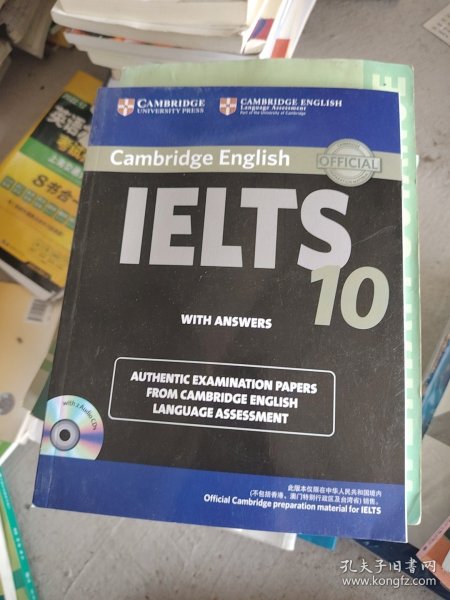 CAMBRIDGE
UNIVERSITY PRESS
CAMBRIDGE ENGLISH
Language Assessment
Part of the University of Cambridge
Cambridge English
OFFICIAL
IELTS
10
WITH ANSWERS
AUTHENTIC EXAMINATION PAPERS
FROM CAMBRIDGE ENGLISH
LANGUAGE ASSESSMENT
with 2 Audio CDs
此版本仅限在中华人民共和国境内
(不包括香港、澳门特别行政区及台湾省)销售。
Official Cambridge preparation material for IELTS
8书合一
孔夫子旧书网
www.kongfz.com